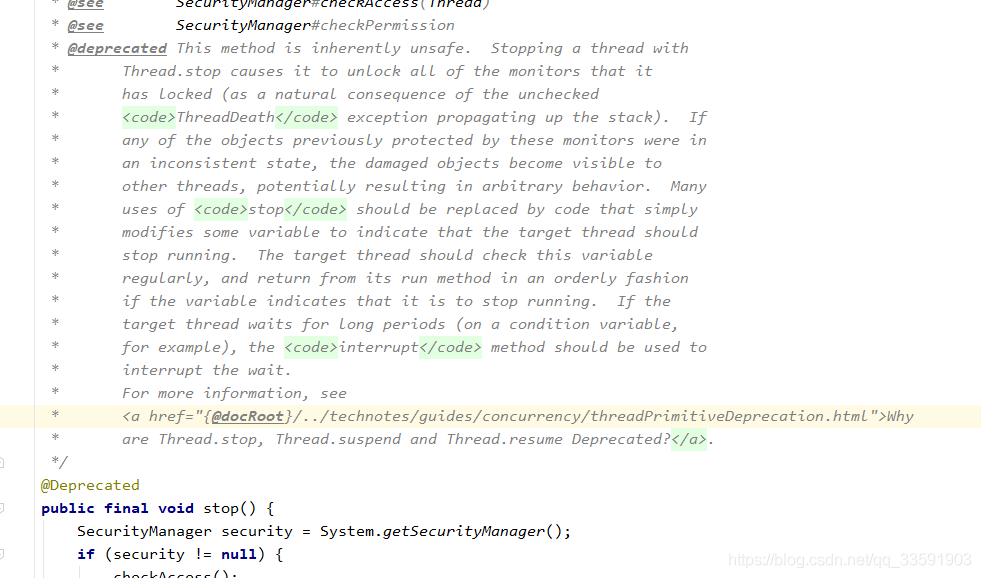 * @see        SecurityManager#checkAccess(Thread)
* @see        SecurityManager#checkPermission
* @deprecated This method is inherently unsafe.  Stopping a thread with
*       Thread.stop causes it to unlock all of the monitors that it
*       has locked (as a natural consequence of the unchecked
*       <code>ThreadDeath</code> exception propagating up the stack).  If
*       any of the objects previously protected by these monitors were in
*       an inconsistent state, the damaged objects become visible to
*       other threads, potentially resulting in arbitrary behavior.  Many
*       uses of <code>stop</code> should be replaced by code that simply
*       modifies some variable to indicate that the target thread should
*       stop running.  The target thread should check this variable
*       regularly, and return from its run method in an orderly fashion
*       if the variable indicates that it is to stop running.  If the
*       target thread waits for long periods (on a condition variable,
*       for example), the <code>interrupt</code> method should be used to
*       interrupt the wait.
*       For more information, see
*       <a href="{@docRoot}/../technotes/guides/concurrency/threadPrimitiveDeprecation.html">Why
*       are Thread.stop, Thread.suspend and Thread.resume Deprecated?</a>.
*/
@Deprecated
public final void stop() {
    SecurityManager security = System.getSecurityManager();
    if (security != null) {
        checkAccess();
https://blog.csdn.net/qq_33591903